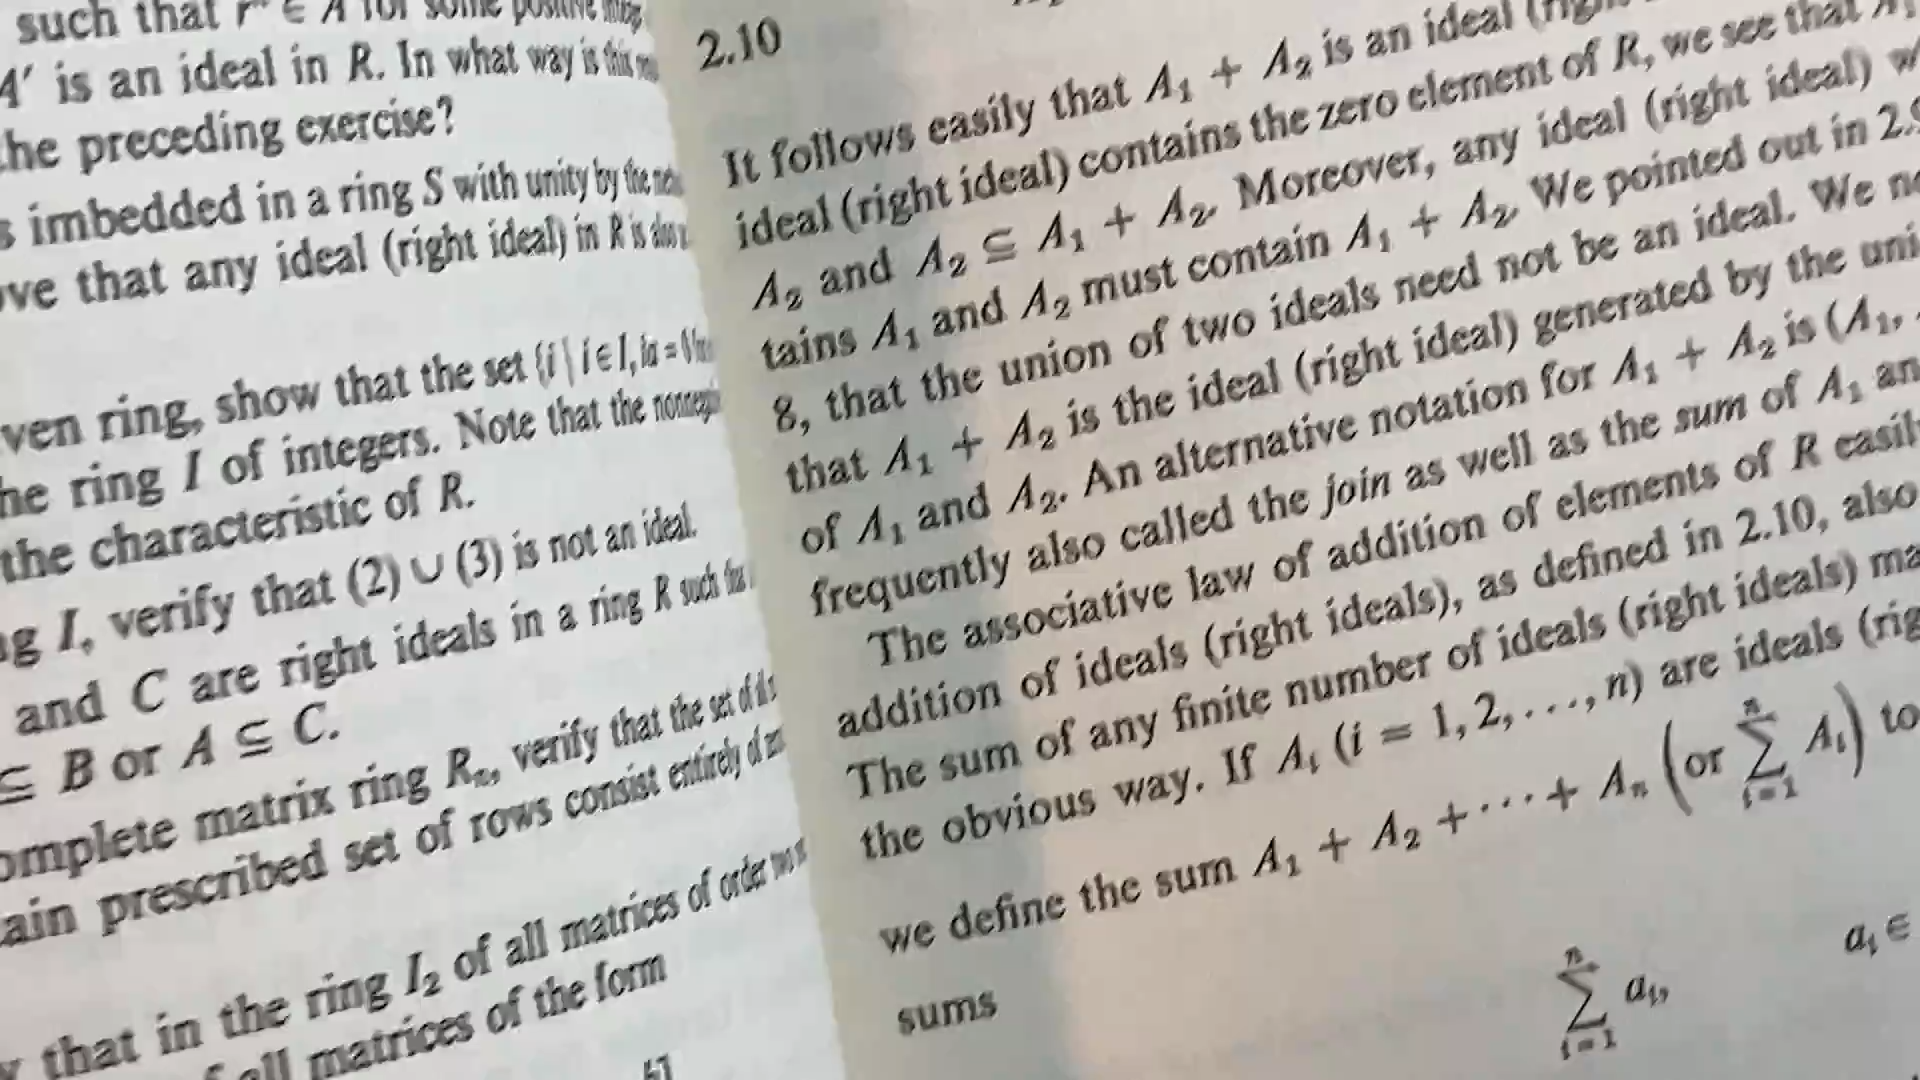 such that r ∈ A for some positive
A′ is an ideal in R. In what way is this
the preceding exercise?
s imbedded in a ring S with unity by the
ove that any ideal (right ideal) in R is also
ven ring, show that the set {i | i ∈ I, ia = 0
he ring I of integers. Note that the
the characteristic of R.
ng I, verify that (2) ∪ (3) is not an ideal.
and C are right ideals in a ring R such that
⊆ B or A ⊆ C.
omplete matrix ring Rₙ, verify that the set of all
ain prescribed set of rows consist entirely of
y that in the ring I₂ of all matrices of order two
of all matrices of the form
2.10
It follows easily that A₁ + A₂ is an ideal
ideal (right ideal) contains the zero element of R, we see that A₁
A₂ and A₂ ⊆ A₁ + A₂. Moreover, any ideal (right ideal)
tains A₁ and A₂ must contain A₁ + A₂. We pointed out in 2.
8, that the union of two ideals need not be an ideal. We
that A₁ + A₂ is the ideal (right ideal) generated by the uni
of A₁ and A₂. An alternative notation for A₁ + A₂ is (A₁,
frequently also called the join as well as the sum of A₁ an
The associative law of addition of elements of R easily
addition of ideals (right ideals), as defined in 2.10, also
The sum of any finite number of ideals (right ideals) ma
the obvious way. If Aᵢ (i = 1, 2, . . ., n) are ideals (rig
we define the sum A₁ + A₂ + · · · + Aₙ (or ∑ⁿᵢ₌₁ Aᵢ) to
sums
∑ⁿᵢ₌₁ aᵢ, aᵢ ∈